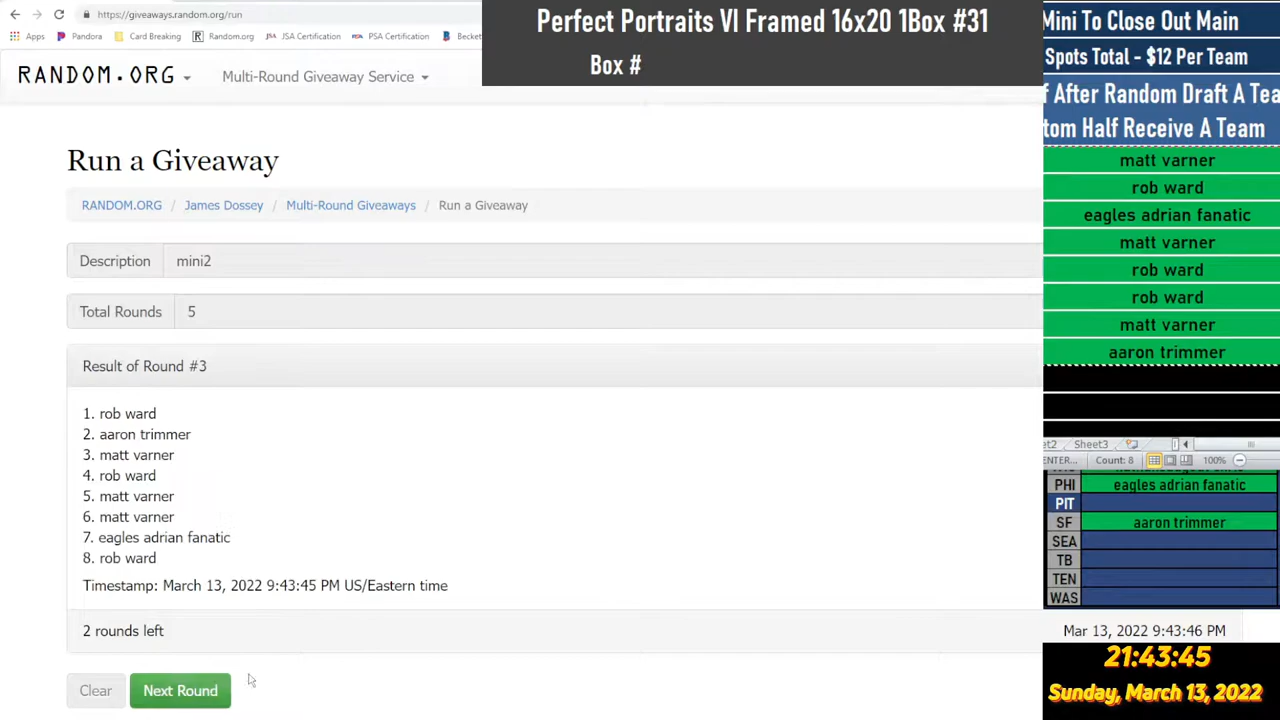 https://giveaways.random.org/run
Perfect Portraits VI Framed 16x20 1Box #31
Box #
Apps
Pandora
Card Breaking
Random.org
JSA Certification
PSA Certification
Becket
RANDOM.ORG
Multi-Round Giveaway Service
Run a Giveaway
RANDOM.ORG / James Dossey / Multi-Round Giveaways / Run a Giveaway
Description mini2
Total Rounds 5
Result of Round #3
1. rob ward
2. aaron trimmer
3. matt varner
4. rob ward
5. matt varner
6. matt varner
7. eagles adrian fanatic
8. rob ward
Timestamp: March 13, 2022 9:43:45 PM US/Eastern time
2 rounds left
Clear Next Round
Mini To Close Out Main
Spots Total - $12 Per Team
f After Random Draft A Tea
tom Half Receive A Team
matt varner
rob ward
eagles adrian fanatic
matt varner
rob ward
rob ward
matt varner
aaron trimmer
et2 Sheet3
ENTER... Count: 8 100%
PHI eagles adrian fanatic
PIT
SF aaron trimmer
SEA
TB
TEN
WAS
Mar 13, 2022 9:43:46 PM
21:43:45
Sunday, March 13, 2022